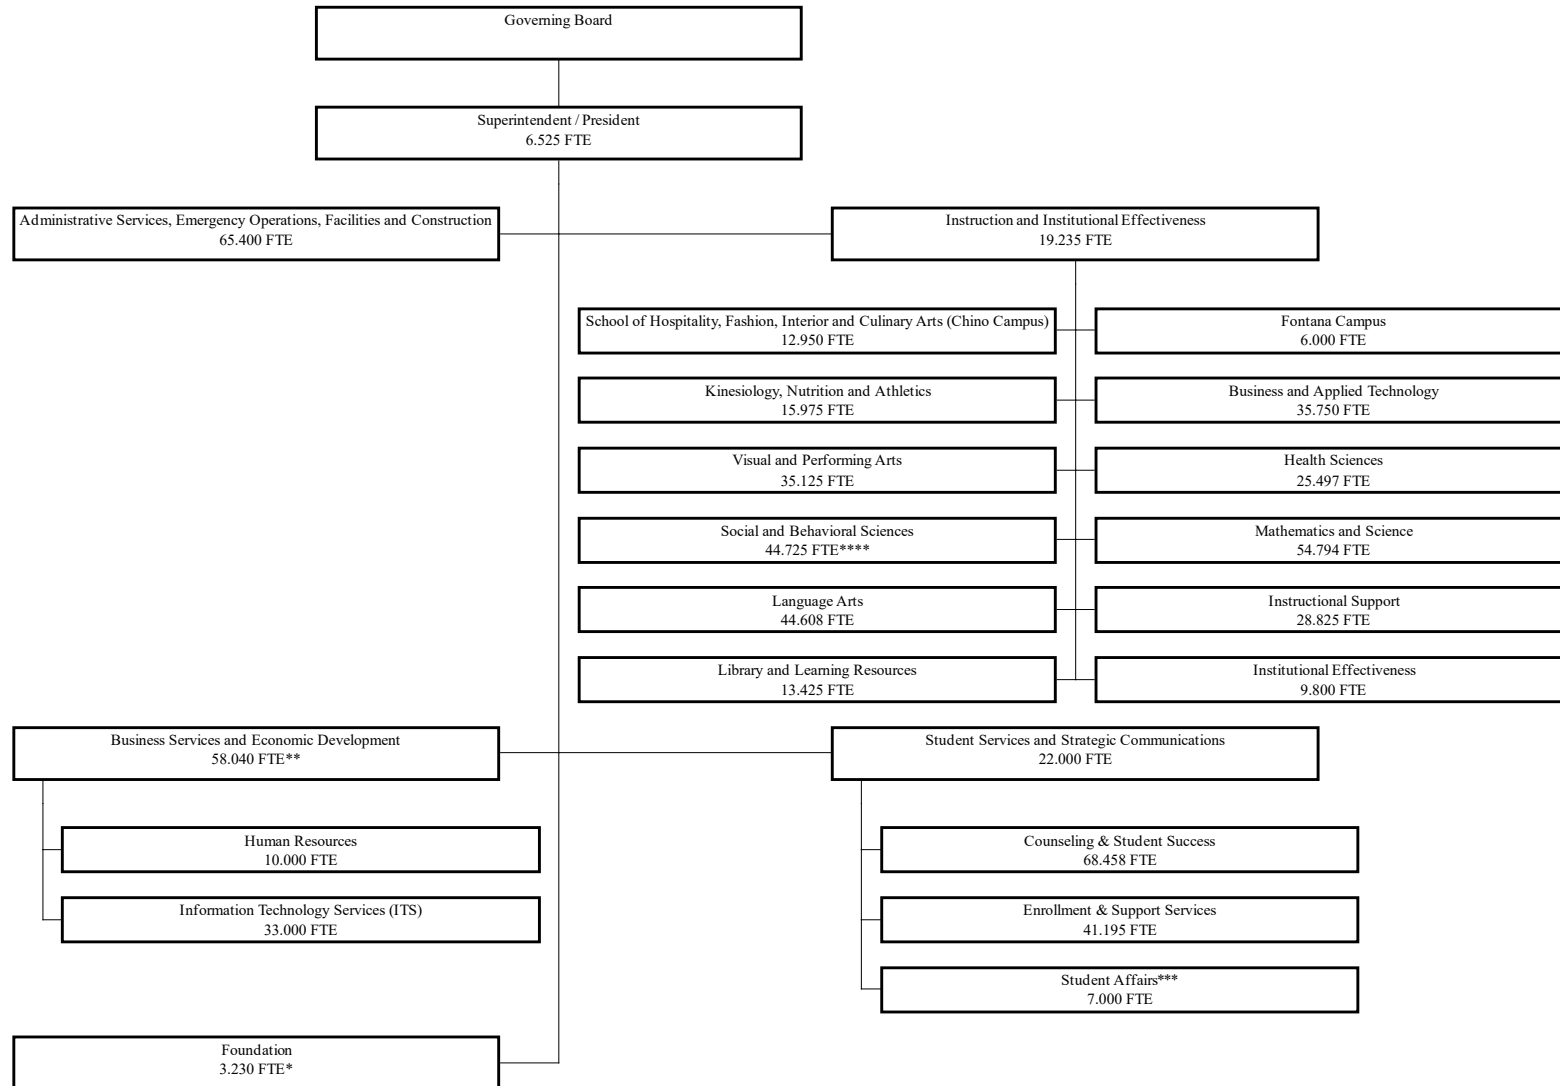 Governing Board
Superintendent / President
6.525 FTE
Administrative Services, Emergency Operations, Facilities and Construction
65.400 FTE
Instruction and Institutional Effectiveness
19.235 FTE
School of Hospitality, Fashion, Interior and Culinary Arts (Chino Campus)
12.950 FTE
Fontana Campus
6.000 FTE
Kinesiology, Nutrition and Athletics
15.975 FTE
Business and Applied Technology
35.750 FTE
Visual and Performing Arts
35.125 FTE
Health Sciences
25.497 FTE
Social and Behavioral Sciences
44.725 FTE****
Mathematics and Science
54.794 FTE
Language Arts
44.608 FTE
Instructional Support
28.825 FTE
Library and Learning Resources
13.425 FTE
Institutional Effectiveness
9.800 FTE
Business Services and Economic Development
58.040 FTE**
Student Services and Strategic Communications
22.000 FTE
Human Resources
10.000 FTE
Counseling & Student Success
68.458 FTE
Information Technology Services (ITS)
33.000 FTE
Enrollment & Support Services
41.195 FTE
Student Affairs***
7.000 FTE
Foundation
3.230 FTE*